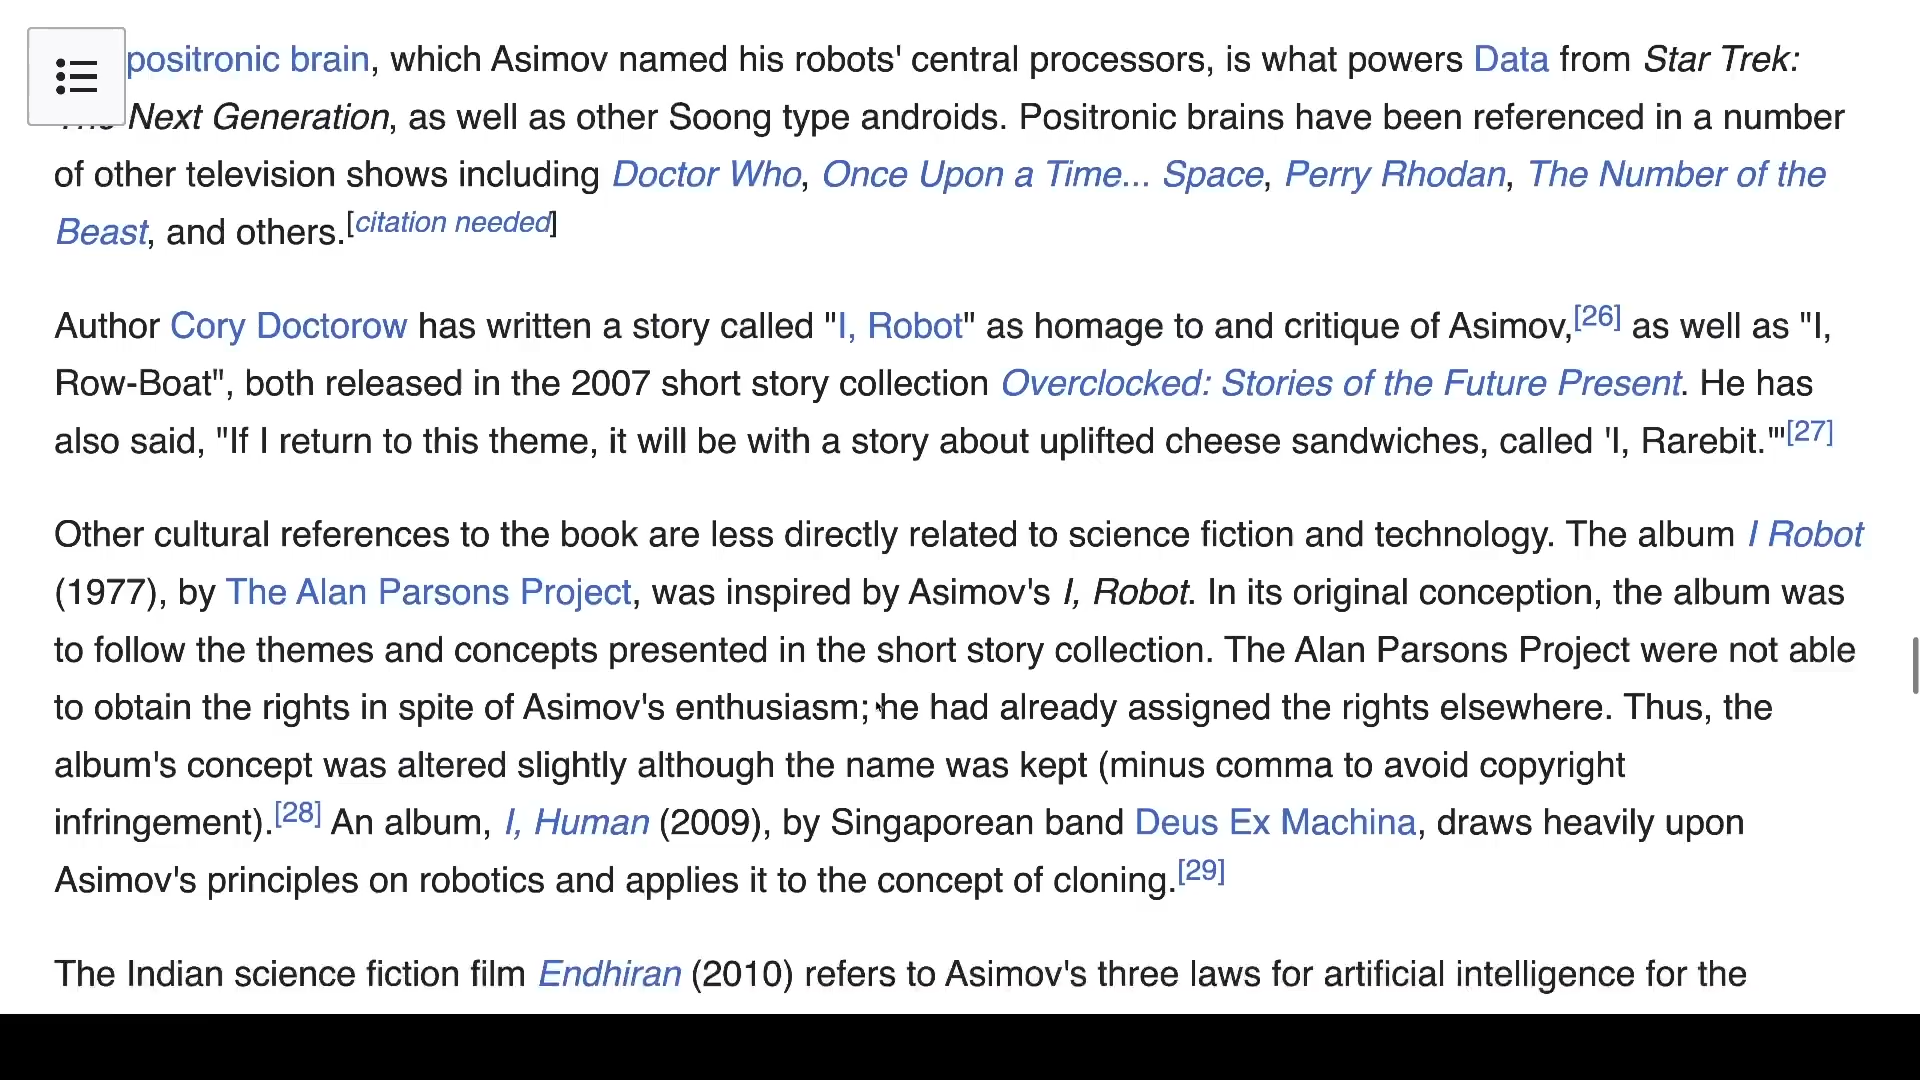 positronic brain, which Asimov named his robots' central processors, is what powers Data from Star Trek:
Next Generation, as well as other Soong type androids. Positronic brains have been referenced in a number
of other television shows including Doctor Who, Once Upon a Time... Space, Perry Rhodan, The Number of the
Beast, and others.[citation needed]
Author Cory Doctorow has written a story called "I, Robot" as homage to and critique of Asimov,[26] as well as "I,
Row-Boat", both released in the 2007 short story collection Overclocked: Stories of the Future Present. He has
also said, "If I return to this theme, it will be with a story about uplifted cheese sandwiches, called 'I, Rarebit.'"[27]
Other cultural references to the book are less directly related to science fiction and technology. The album I Robot
(1977), by The Alan Parsons Project, was inspired by Asimov's I, Robot. In its original conception, the album was
to follow the themes and concepts presented in the short story collection. The Alan Parsons Project were not able
to obtain the rights in spite of Asimov's enthusiasm; he had already assigned the rights elsewhere. Thus, the
album's concept was altered slightly although the name was kept (minus comma to avoid copyright
infringement).[28] An album, I, Human (2009), by Singaporean band Deus Ex Machina, draws heavily upon
Asimov's principles on robotics and applies it to the concept of cloning.[29]
The Indian science fiction film Endhiran (2010) refers to Asimov's three laws for artificial intelligence for the